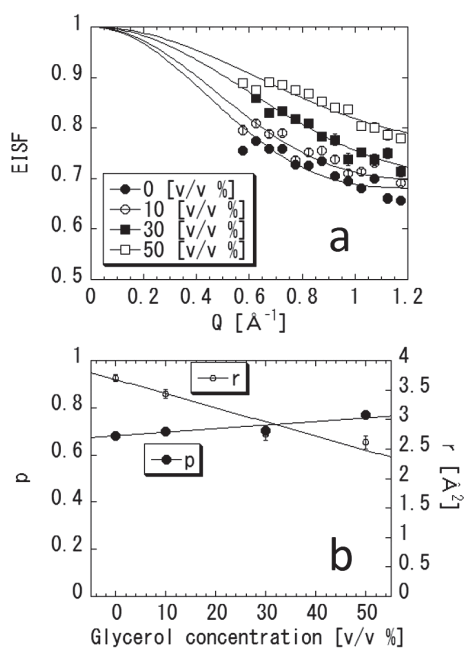 1
0.9
0.8
0.7
0.6
0.5
EISF
0 [v/v %]
10 [v/v %]
30 [v/v %]
50 [v/v %]
a
0 0.2 0.4 0.6 0.8 1 1.2
Q [Å⁻¹]
1
0.8
0.6
0.4
0.2
0
p
r
p
4
3.5
3
2.5
2
1.5
1
0.5
0
r [Å²]
b
0 10 20 30 40 50
Glycerol concentration [v/v %]